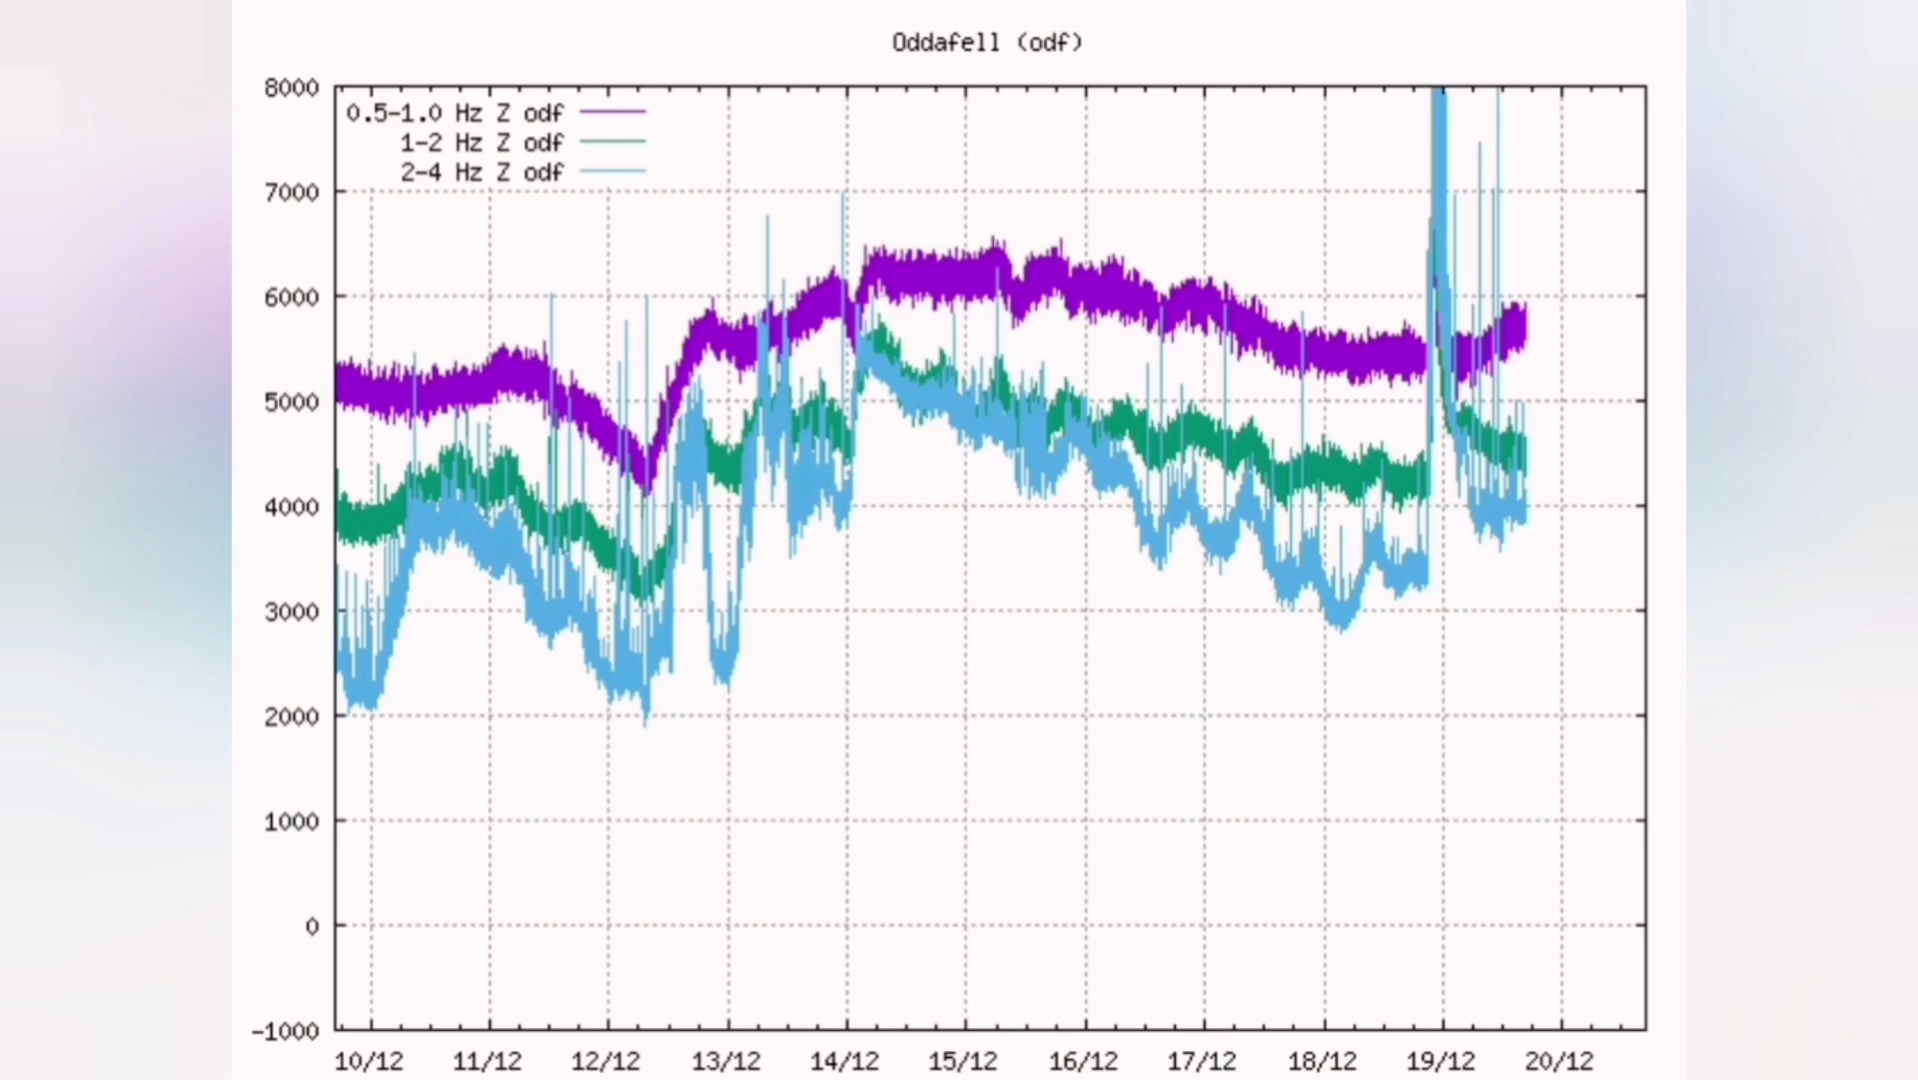 Oddafell (odf)
8000
0.5-1.0 Hz Z odf
1-2 Hz Z odf
2-4 Hz Z odf
7000
6000
5000
4000
3000
2000
1000
0
-1000
10/12 11/12 12/12 13/12 14/12 15/12 16/12 17/12 18/12 19/12 20/12